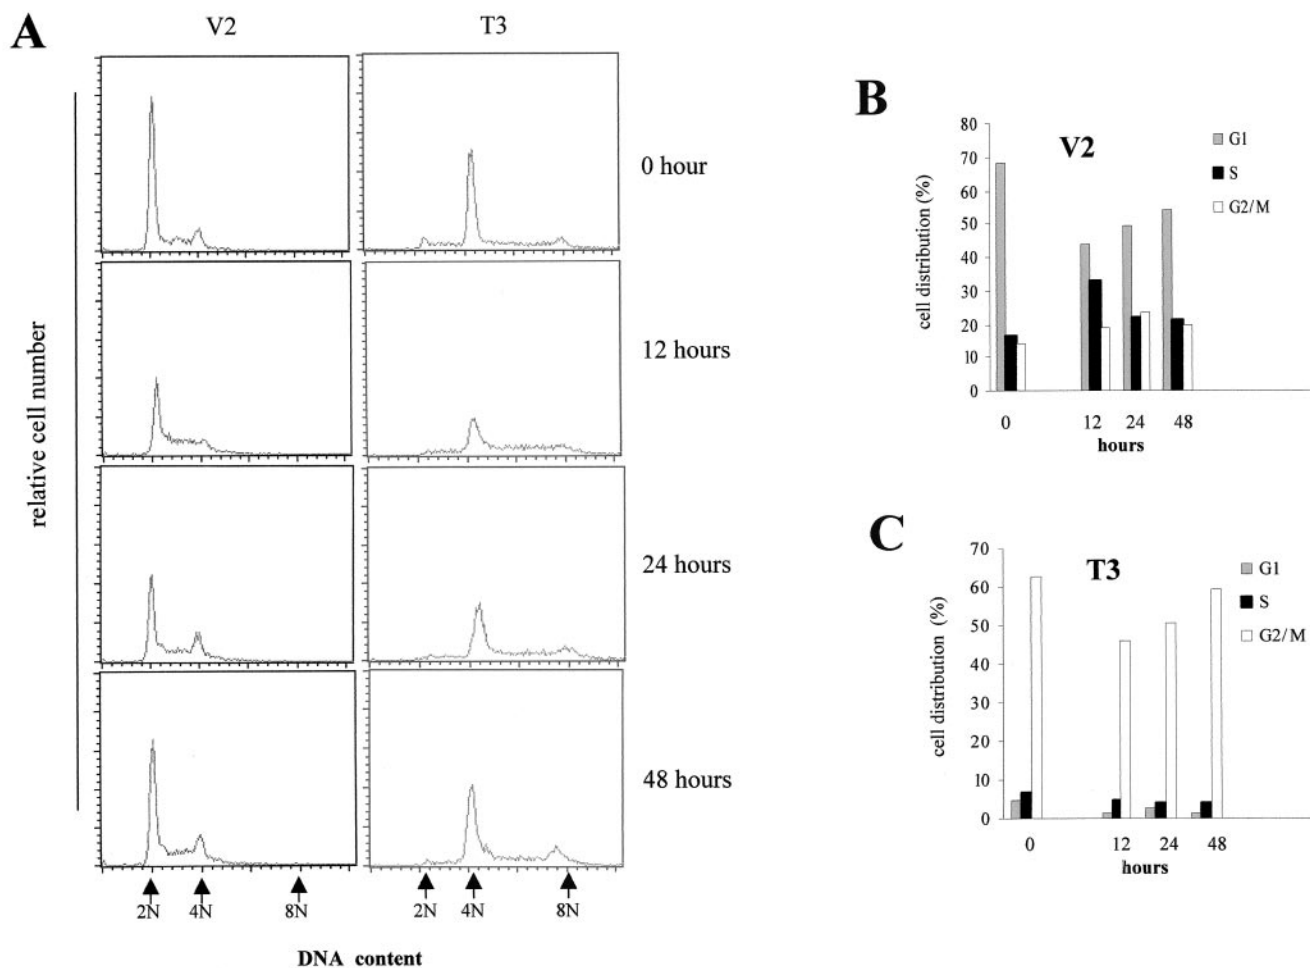 A
V2
T3
0 hour
12 hours
24 hours
48 hours
relative cell number
2N 4N 8N 2N 4N 8N
DNA content
B
V2
G1
S
G2/M
cell distribution (%)
80
70
60
50
40
30
20
10
0
0 12 24 48
hours
C
T3
G1
S
G2/M
cell distribution (%)
70
60
50
40
30
20
10
0
0 12 24 48
hours